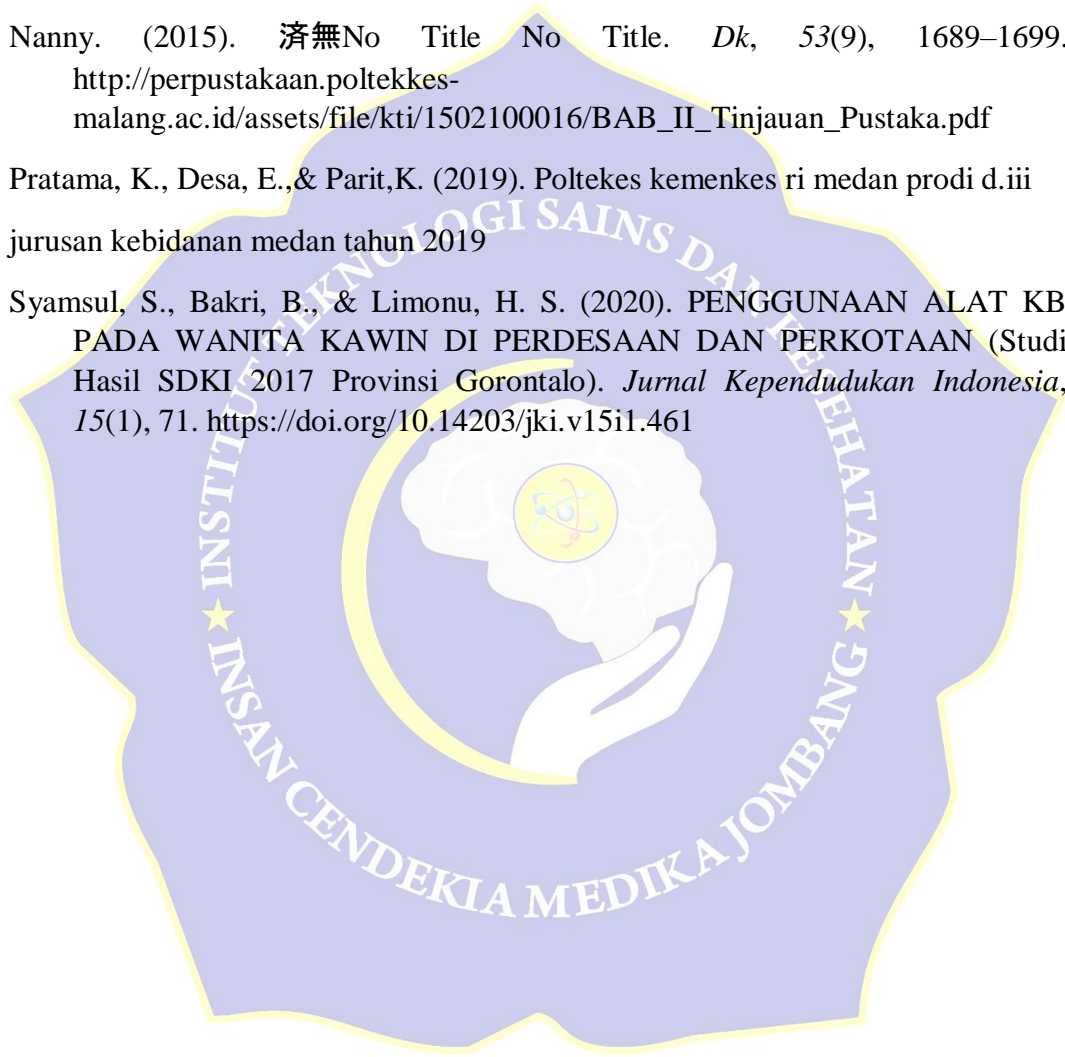 Nanny. (2015). 済無No Title No Title. Dk, 53(9), 1689–1699.
http://perpustakaan.poltekkes-
malang.ac.id/assets/file/kti/1502100016/BAB_II_Tinjauan_Pustaka.pdf
Pratama, K., Desa, E.,& Parit,K. (2019). Poltekes kemenkes ri medan prodi d.iii
jurusan kebidanan medan tahun 2019
Syamsul, S., Bakri, B., & Limonu, H. S. (2020). PENGGUNAAN ALAT KB
PADA WANITA KAWIN DI PERDESAAN DAN PERKOTAAN (Studi
Hasil SDKI 2017 Provinsi Gorontalo). Jurnal Kependudukan Indonesia,
15(1), 71. https://doi.org/10.14203/jki.v15i1.461
INSTITUT TEKNOLOGI SAINS DAN KESEHATAN
INSAN CENDEKIA MEDIKA JOMBANG